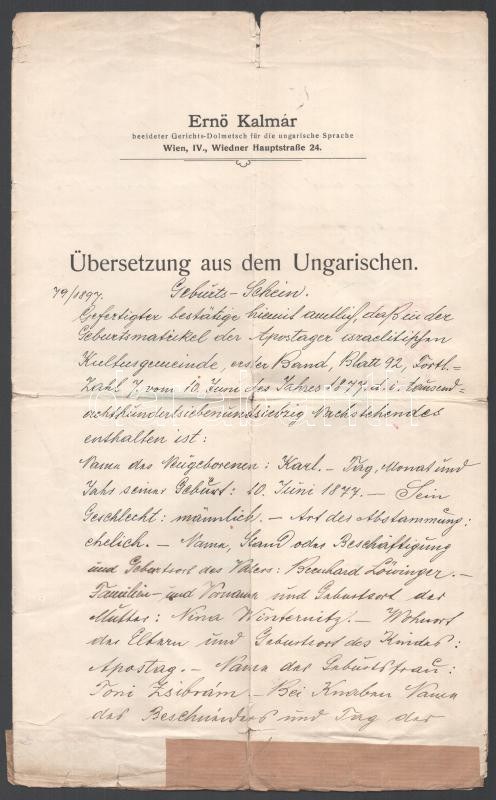 Ernö Kalmár
beeideter Gerichts-Dolmetsch für die ungarische Sprache
Wien, IV., Wiedner Hauptstraße 24.
Übersetzung aus dem Ungarischen.
79/1897. Geburts-Schein.
Gefertigter bestätige hiemit amtlich, daß in der
Geburtsmatrikel der Apostager israelitischen
Kultusgemeinde, erster Band, Blatt 92, Fortl.=
Zahl 7 vom 10. Juni des Jahres 1877, d. i. tausend-
achthundertsiebenundsiebzig Nachstehendes
enthalten ist:
Name des Neugeborenen: Karl. – Tag, Monat und
Jahr seiner Geburt: 10. Juni 1877. – Sein
Geschlecht: männlich. – Art der Abstammung:
ehelich. – Name, Stand oder Beschäftigung
und Geburtsort des Vaters: Bernhard Löwinger. –
Familien- und Vorname und Geburtsort der
Mutter: Nina Winternitz. – Wohnort
der Eltern und Geburtsort des Kindes:
Apostag. – Name der Geburtsfrau:
Toni Zsibrám. – Bei Knaben Name
des Beschneiders und Tag der